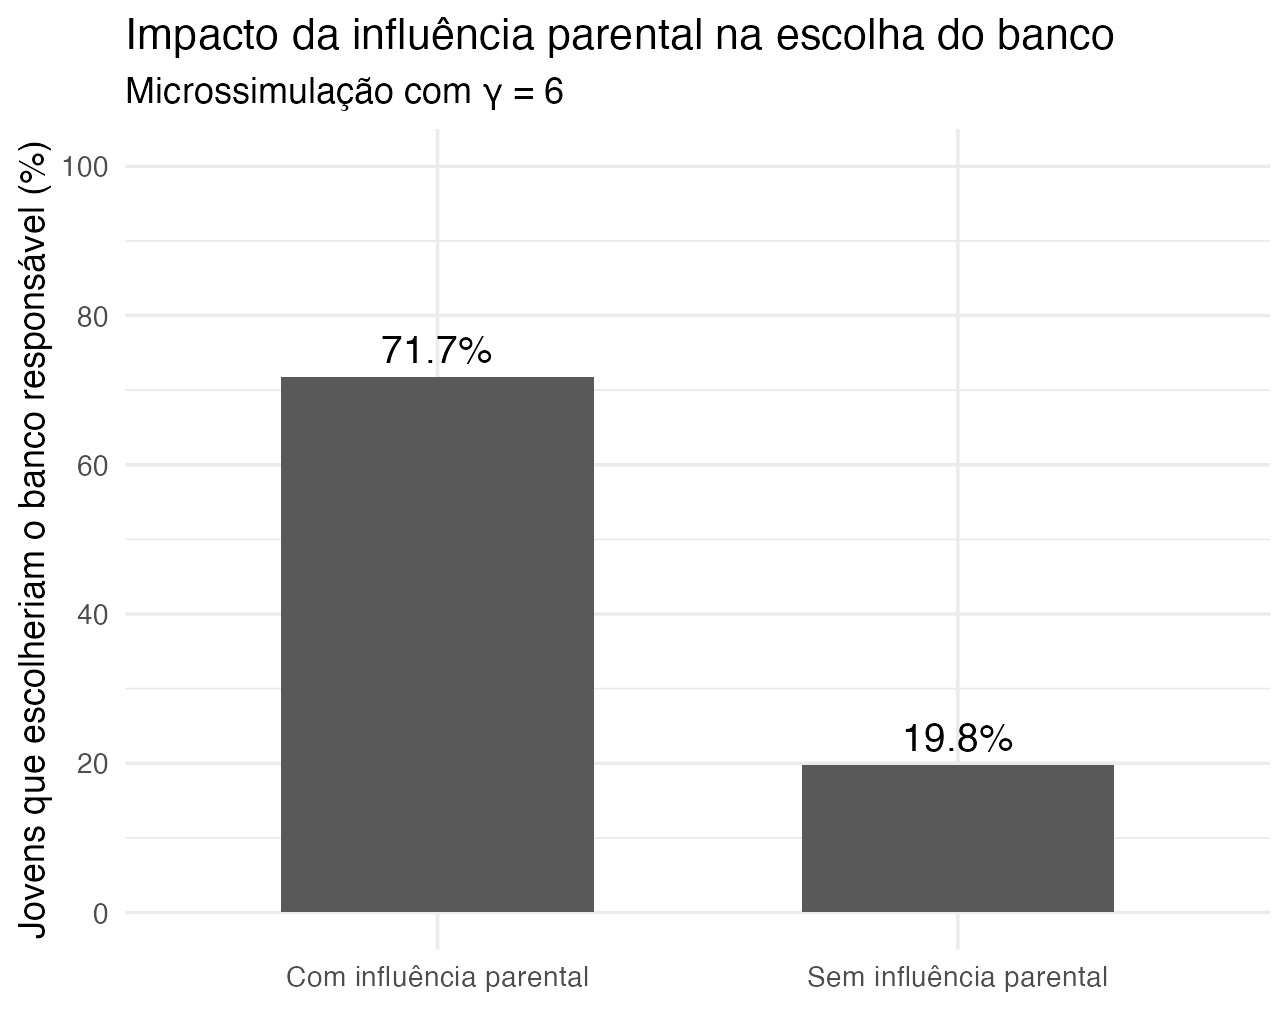 Impacto da influência parental na escolha do banco
Microssimulação com γ = 6
Jovens que escolheriam o banco responsável (%)
100
80
60
40
20
0
71.7%
19.8%
Com influência parental
Sem influência parental